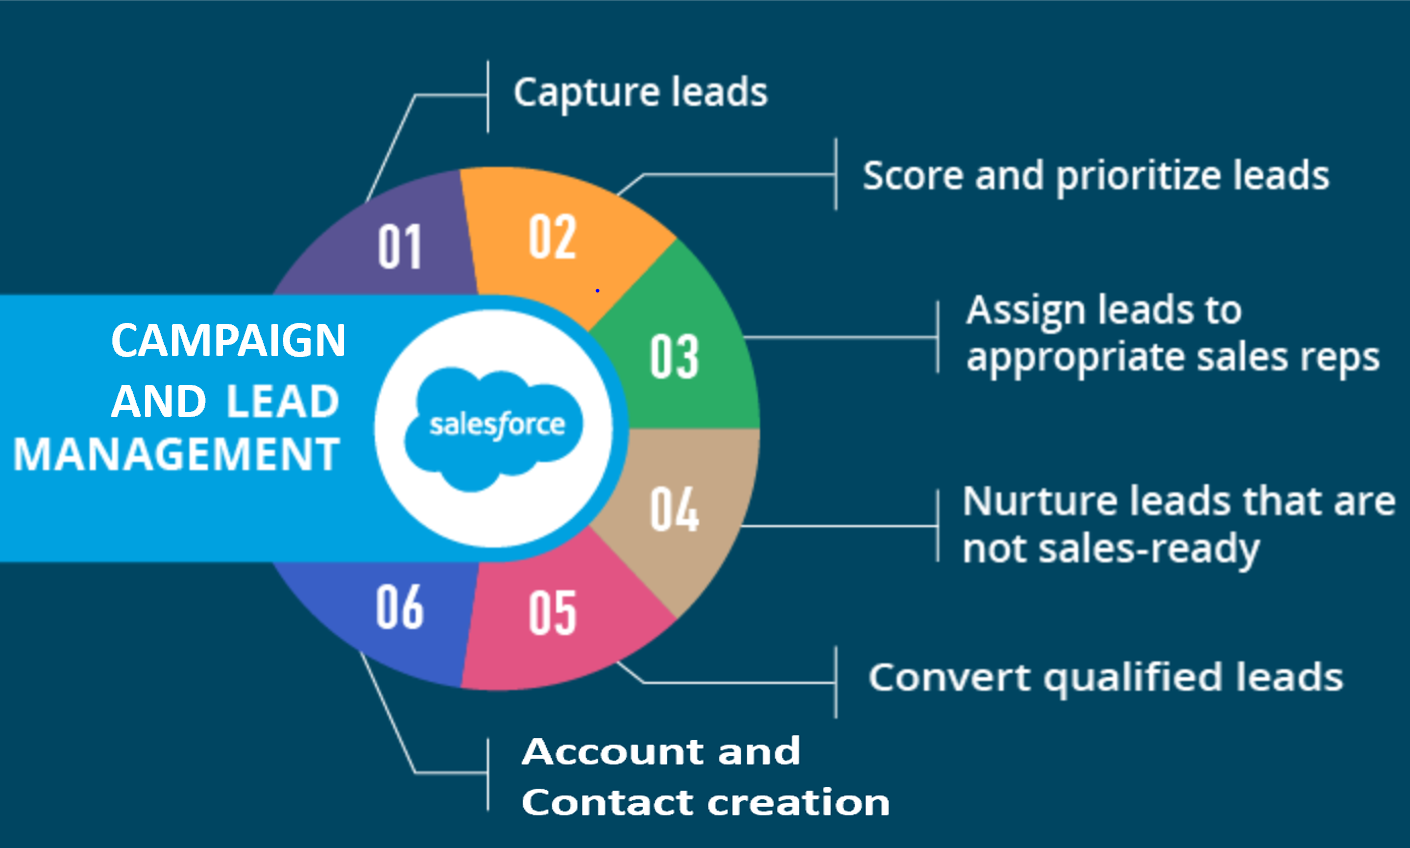 Capture leads
01
02
Score and prioritize leads
03
Assign leads to
appropriate sales reps
CAMPAIGN
AND LEAD
MANAGEMENT
salesforce
04
Nurture leads that are
not sales-ready
05
Convert qualified leads
06
Account and
Contact creation